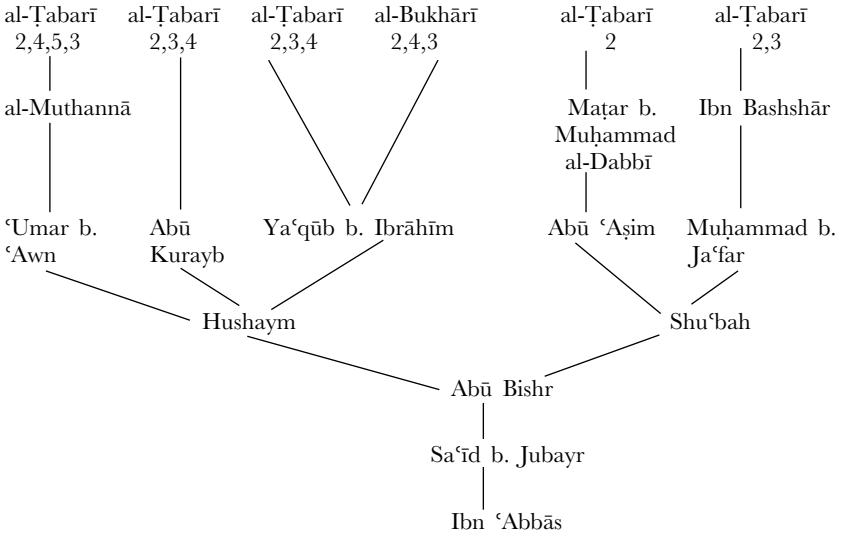 al-Ṭabarī al-Ṭabarī al-Ṭabarī al-Bukhārī al-Ṭabarī al-Ṭabarī
2,4,5,3 2,3,4 2,3,4 2,4,3 2 2,3
al-Muthannā Maṭar b. Ibn Bashshār
Muḥammad
al-Dabbī
ʿUmar b. Abū Yaʿqūb b. Ibrāhīm Abū ʿAṣim Muḥammad b.
ʿAwn Kurayb Jaʿfar
Hushaym Shuʿbah
Abū Bishr
Saʿīd b. Jubayr
Ibn ʿAbbās